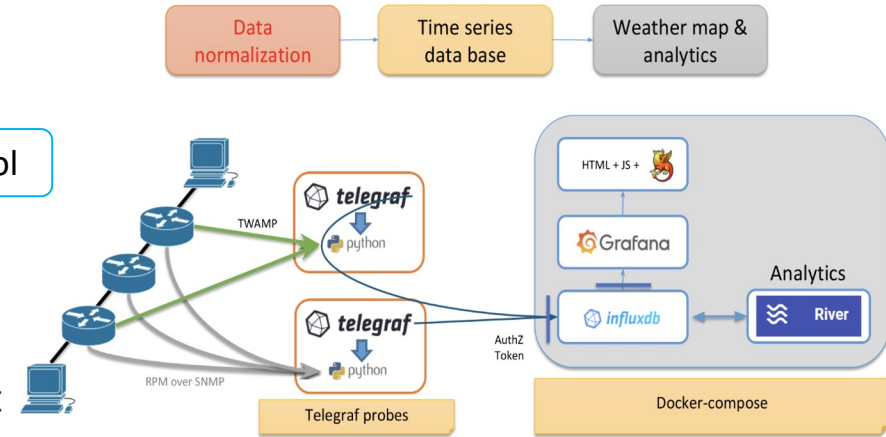 Data
normalization
Time series
data base
Weather map &
analytics
ol
TWAMP
telegraf
python
telegraf
python
RPM over SNMP
Telegraf probes
HTML + JS +
Grafana
influxdb
AuthZ
Token
Analytics
River
Docker-compose